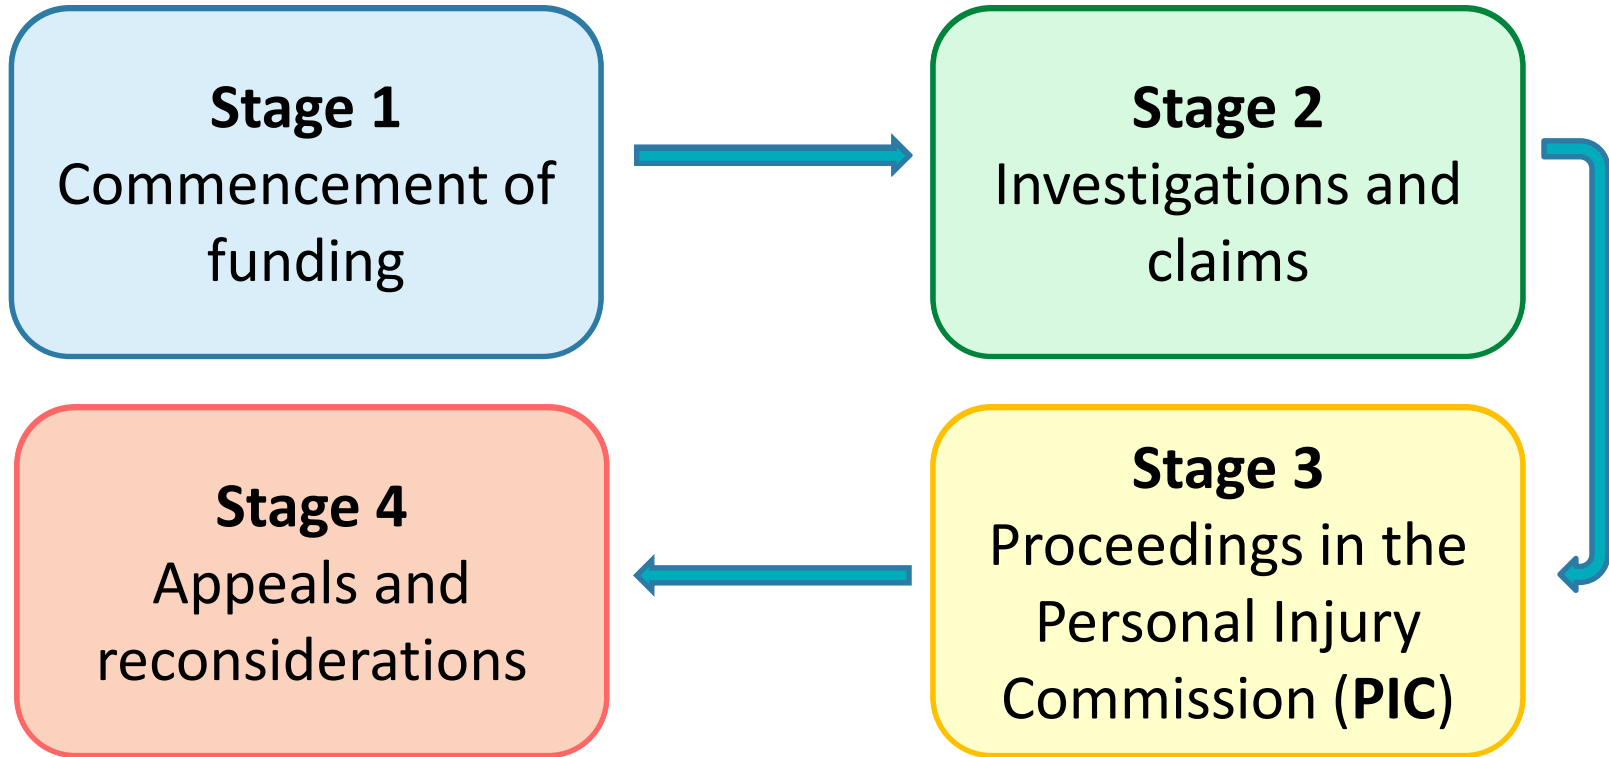 Stage 1
Commencement of
funding
Stage 2
Investigations and
claims
Stage 3
Proceedings in the
Personal Injury
Commission (PIC)
Stage 4
Appeals and
reconsiderations